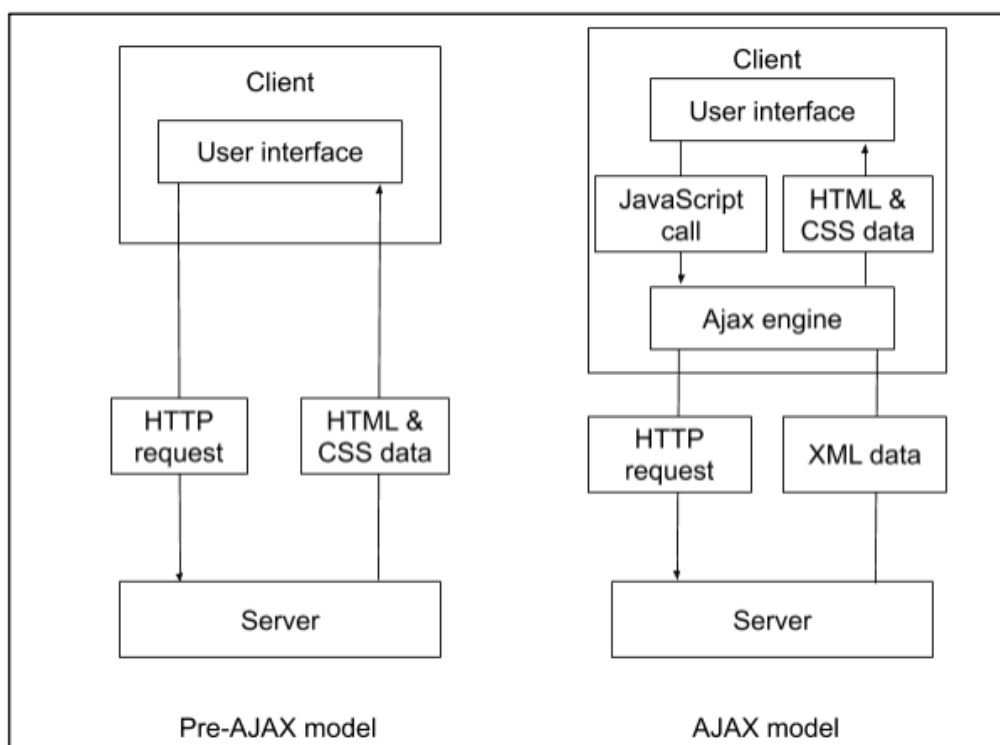 Client
User interface
HTTP
request
HTML &
CSS data
Server
Pre-AJAX model
Client
User interface
JavaScript
call
HTML &
CSS data
Ajax engine
HTTP
request
XML data
Server
AJAX model